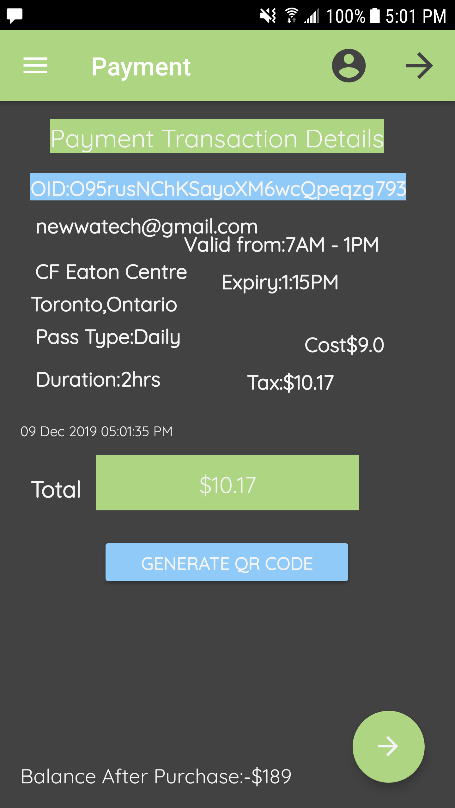 100% 5:01 PM
Payment
Payment Transaction Details
OID:O95rusNChKSayoXM6wcQpeqzg793
newwatech@gmail.com
Valid from:7AM - 1PM
CF Eaton Centre
Expiry:1:15PM
Toronto,Ontario
Pass Type:Daily
Cost$9.0
Duration:2hrs
Tax:$10.17
09 Dec 2019 05:01:35 PM
Total $10.17
GENERATE QR CODE
Balance After Purchase:-$189